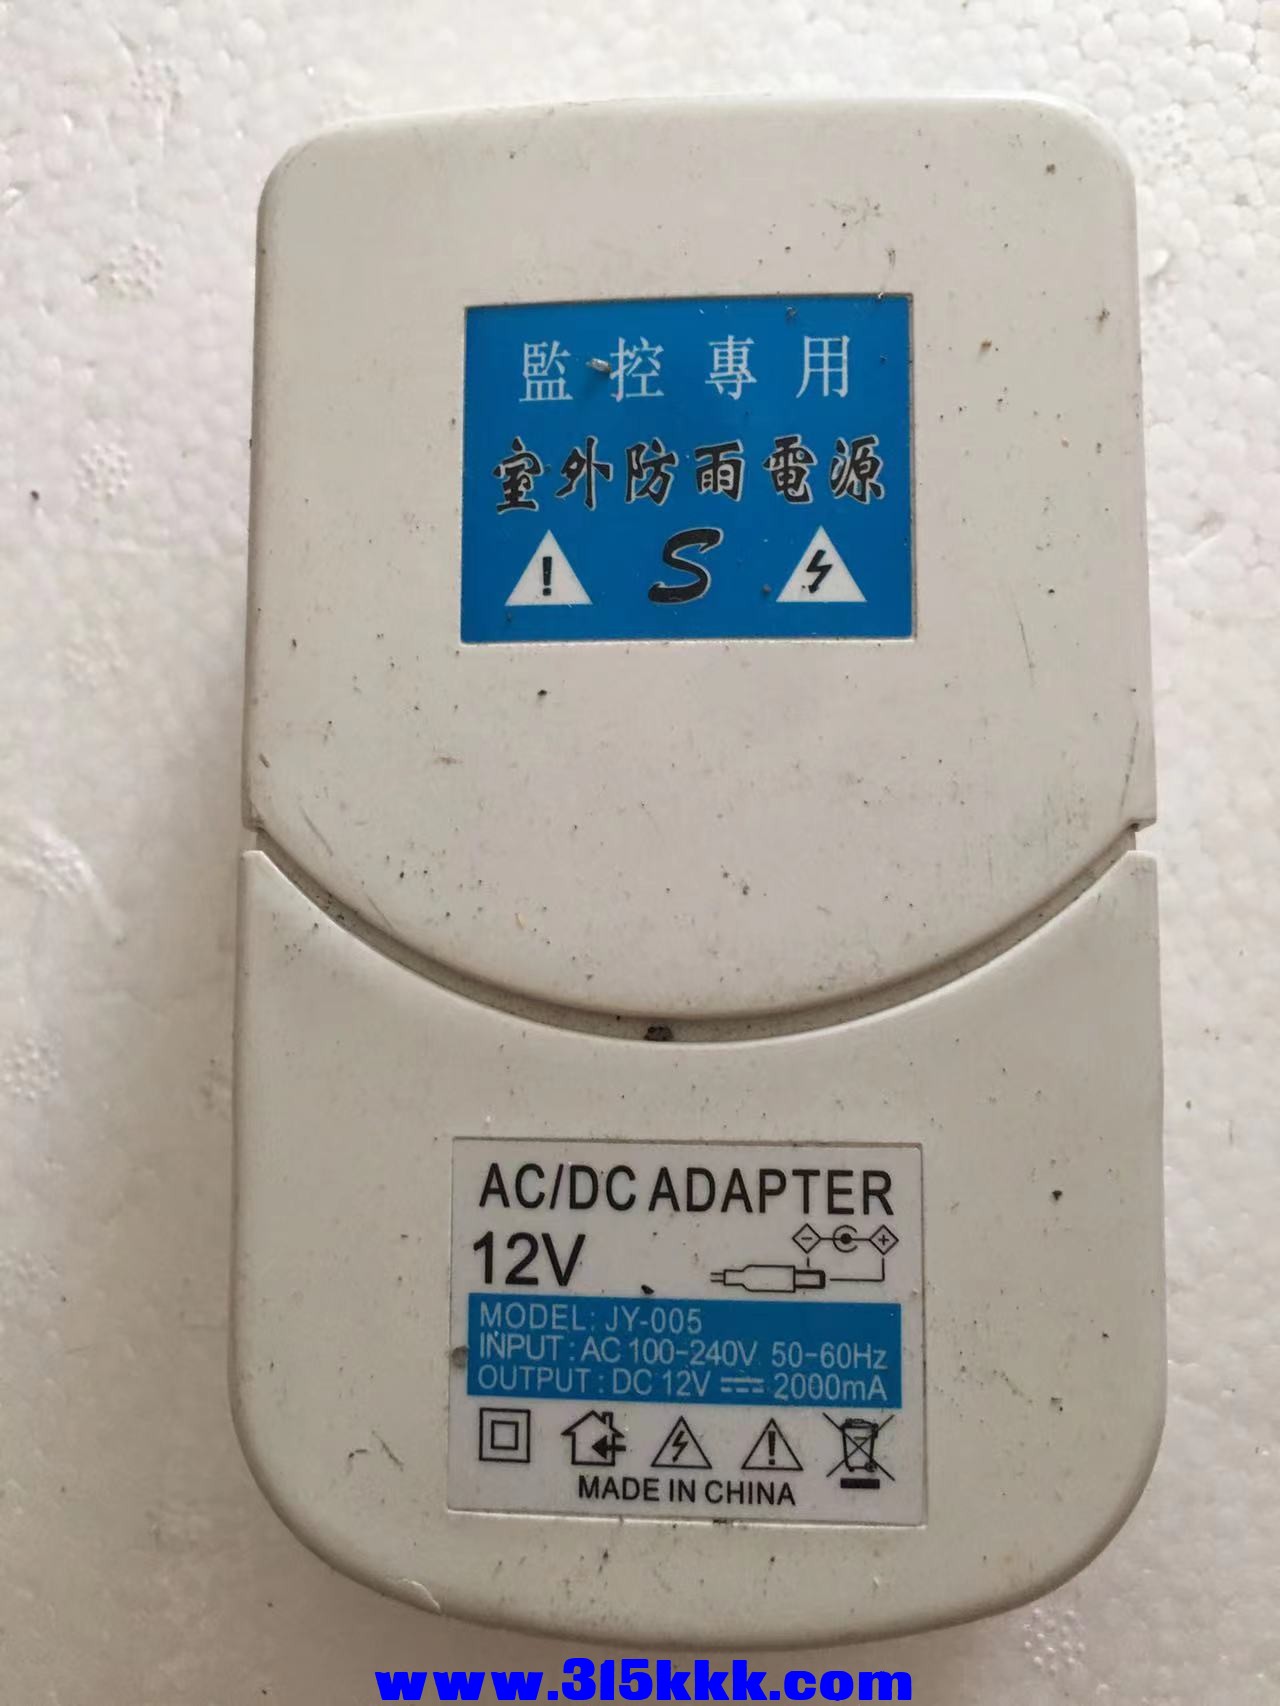 監控專用
室外防雨電源
S
AC/DC ADAPTER
12V
MODEL: JY-005
INPUT : AC 100-240V 50-60Hz
OUTPUT : DC 12V ⎓ 2000mA
MADE IN CHINA
www.315kkk.com